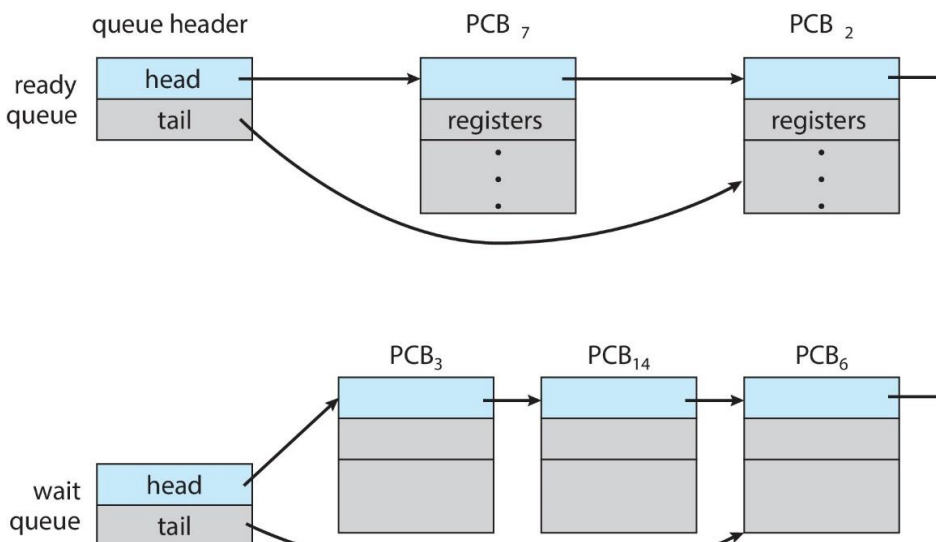 queue header
PCB 7
PCB 2
ready
queue
head
tail
registers
registers
PCB3
PCB14
PCB6
wait
queue
head
tail